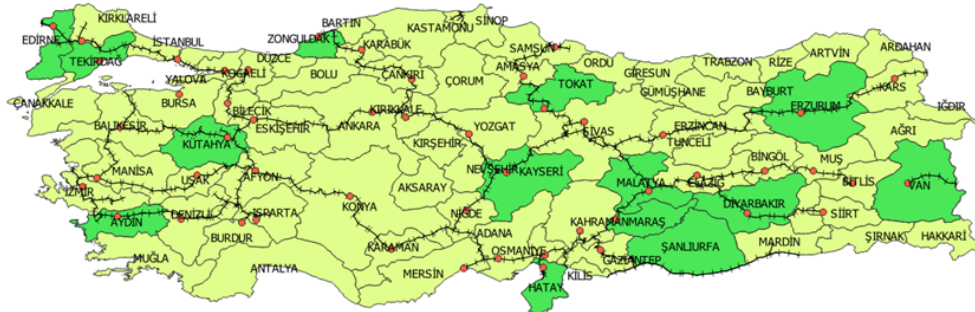 KIRKLARELİ
EDİRNE
TEKİRDAĞ
İSTANBUL
YALOVA
KOCAELİ
DÜZCE
ZONGULDAK
BARTIN
KARABÜK
KASTAMONU
SİNOP
SAMSUN
ORDU
GİRESUN
TRABZON
RİZE
ARTVİN
ARDAHAN
ÇANAKKALE
BURSA
BİLECİK
BOLU
ÇANKIRI
ÇORUM
AMASYA
TOKAT
GÜMÜŞHANE
BAYBURT
ERZURUM
KARS
IĞDIR
BALIKESİR
KÜTAHYA
ESKİŞEHİR
ANKARA
KIRIKKALE
YOZGAT
SİVAS
ERZİNCAN
TUNCELİ
AĞRI
MANİSA
UŞAK
AFYON
KIRŞEHİR
NEVŞEHİR
KAYSERİ
MALATYA
ELAZIĞ
BİNGÖL
MUŞ
BİTLİS
VAN
İZMİR
AYDIN
DENİZLİ
ISPARTA
BURDUR
KONYA
AKSARAY
NİĞDE
KAHRAMANMARAŞ
DİYARBAKIR
SİİRT
MUĞLA
ANTALYA
KARAMAN
MERSİN
ADANA
OSMANİYE
GAZİANTEP
KİLİS
HATAY
ŞANLIURFA
MARDİN
ŞIRNAK
HAKKARİ